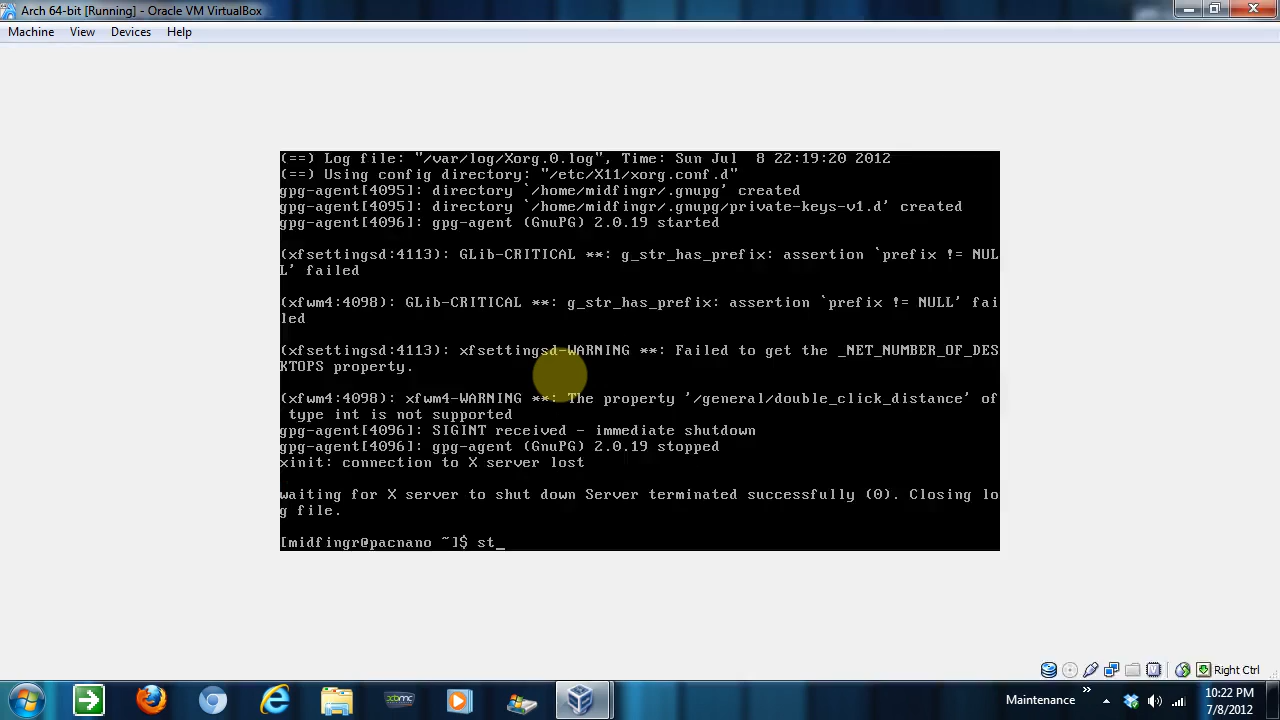 Arch 64-bit [Running] - Oracle VM VirtualBox
Machine View Devices Help
(==) Log file: "/var/log/Xorg.0.log", Time: Sun Jul  8 22:19:20 2012
(==) Using config directory: "/etc/X11/xorg.conf.d"
gpg-agent[4095]: directory `/home/midfingr/.gnupg' created
gpg-agent[4095]: directory `/home/midfingr/.gnupg/private-keys-v1.d' created
gpg-agent[4096]: gpg-agent (GnuPG) 2.0.19 started
(xfsettingsd:4113): GLib-CRITICAL **: g_str_has_prefix: assertion `prefix != NUL
L' failed
(xfwm4:4098): GLib-CRITICAL **: g_str_has_prefix: assertion `prefix != NULL' fai
led
(xfsettingsd:4113): xfsettingsd-WARNING **: Failed to get the _NET_NUMBER_OF_DES
KTOPS property.
(xfwm4:4098): xfwm4-WARNING **: The property '/general/double_click_distance' of
type int is not supported
gpg-agent[4096]: SIGINT received - immediate shutdown
gpg-agent[4096]: gpg-agent (GnuPG) 2.0.19 stopped
xinit: connection to X server lost
waiting for X server to shut down Server terminated successfully (0). Closing lo
g file.
[midfingr@pacnano ~]$ st_
Right Ctrl
xbmc
Maintenance »
10:22 PM
7/8/2012